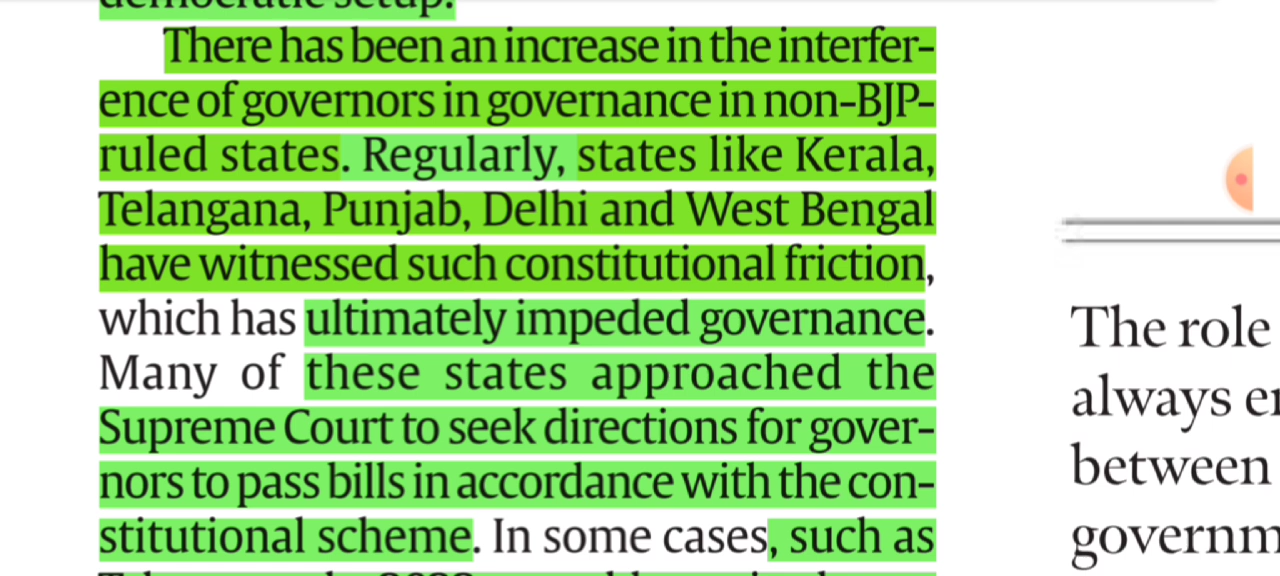 democratic setup.
There has been an increase in the interfer-
ence of governors in governance in non-BJP-
ruled states. Regularly, states like Kerala,
Telangana, Punjab, Delhi and West Bengal
have witnessed such constitutional friction,
which has ultimately impeded governance.
Many of these states approached the
Supreme Court to seek directions for gover-
nors to pass bills in accordance with the con-
stitutional scheme. In some cases, such as
The role
always
between